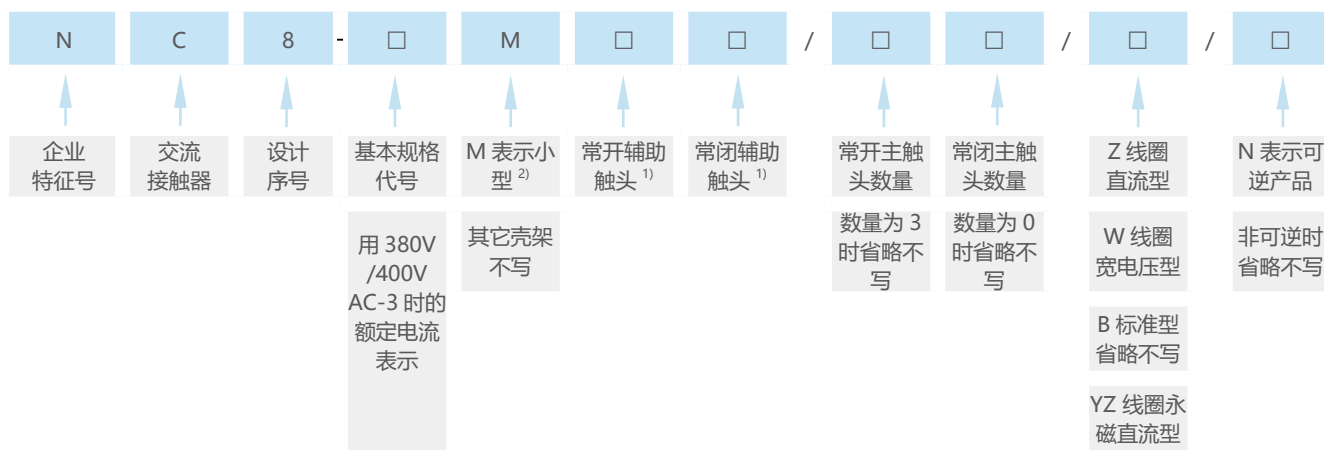 N C 8 - □ M □ □ / □ □ / □ / □
企业
特征号
交流
接触器
设计
序号
基本规格
代号
M 表示小
型 2)
常开辅助
触头 1)
常闭辅助
触头 1)
常开主触
头数量
常闭主触
头数量
Z 线圈
直流型
N 表示可
逆产品
用 380V
/400V
AC-3 时的
额定电流
表示
其它壳架
不写
数量为 3
时省略不
写
数量为 0
时省略不
写
W 线圈
宽电压型
非可逆时
省略不写
B 标准型
省略不写
YZ 线圈永
磁直流型